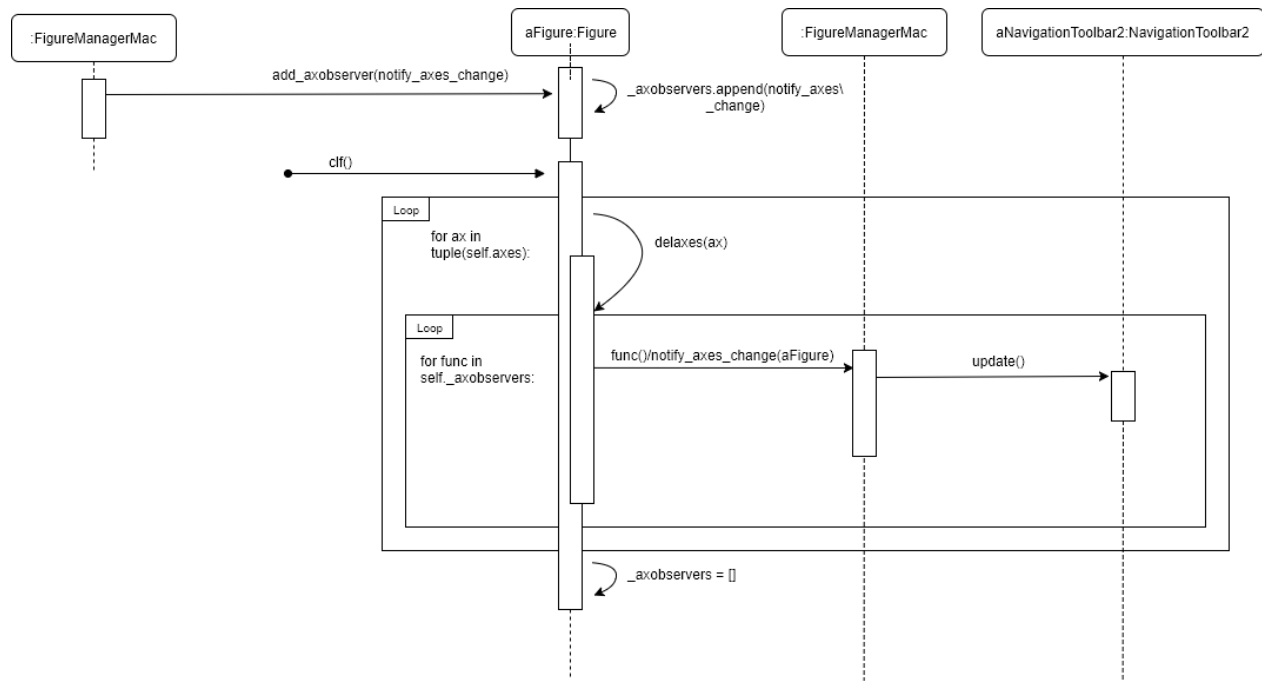 :FigureManagerMac
aFigure:Figure
:FigureManagerMac
aNavigationToolbar2:NavigationToolbar2
add_axobserver(notify_axes_change)
_axobservers.append(notify_axes\
_change)
clf()
Loop
for ax in
tuple(self.axes):
delaxes(ax)
Loop
for func in
self._axobservers:
func()/notify_axes_change(aFigure)
update()
_axobservers = []